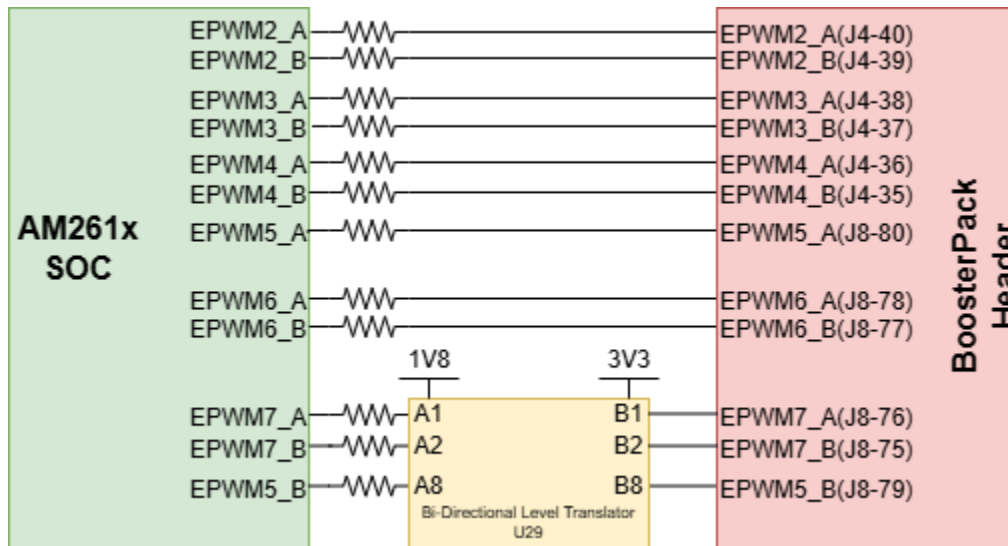 EPWM2_A
EPWM2_B
EPWM3_A
EPWM3_B
EPWM4_A
EPWM4_B
EPWM5_A
EPWM6_A
EPWM6_B
EPWM7_A
EPWM7_B
EPWM5_B
AM261x
SOC
1V8
3V3
A1
B1
A2
B2
A8
B8
Bi-Directional Level Translator
U29
EPWM2_A(J4-40)
EPWM2_B(J4-39)
EPWM3_A(J4-38)
EPWM3_B(J4-37)
EPWM4_A(J4-36)
EPWM4_B(J4-35)
EPWM5_A(J8-80)
EPWM6_A(J8-78)
EPWM6_B(J8-77)
EPWM7_A(J8-76)
EPWM7_B(J8-75)
EPWM5_B(J8-79)
BoosterPack
Header